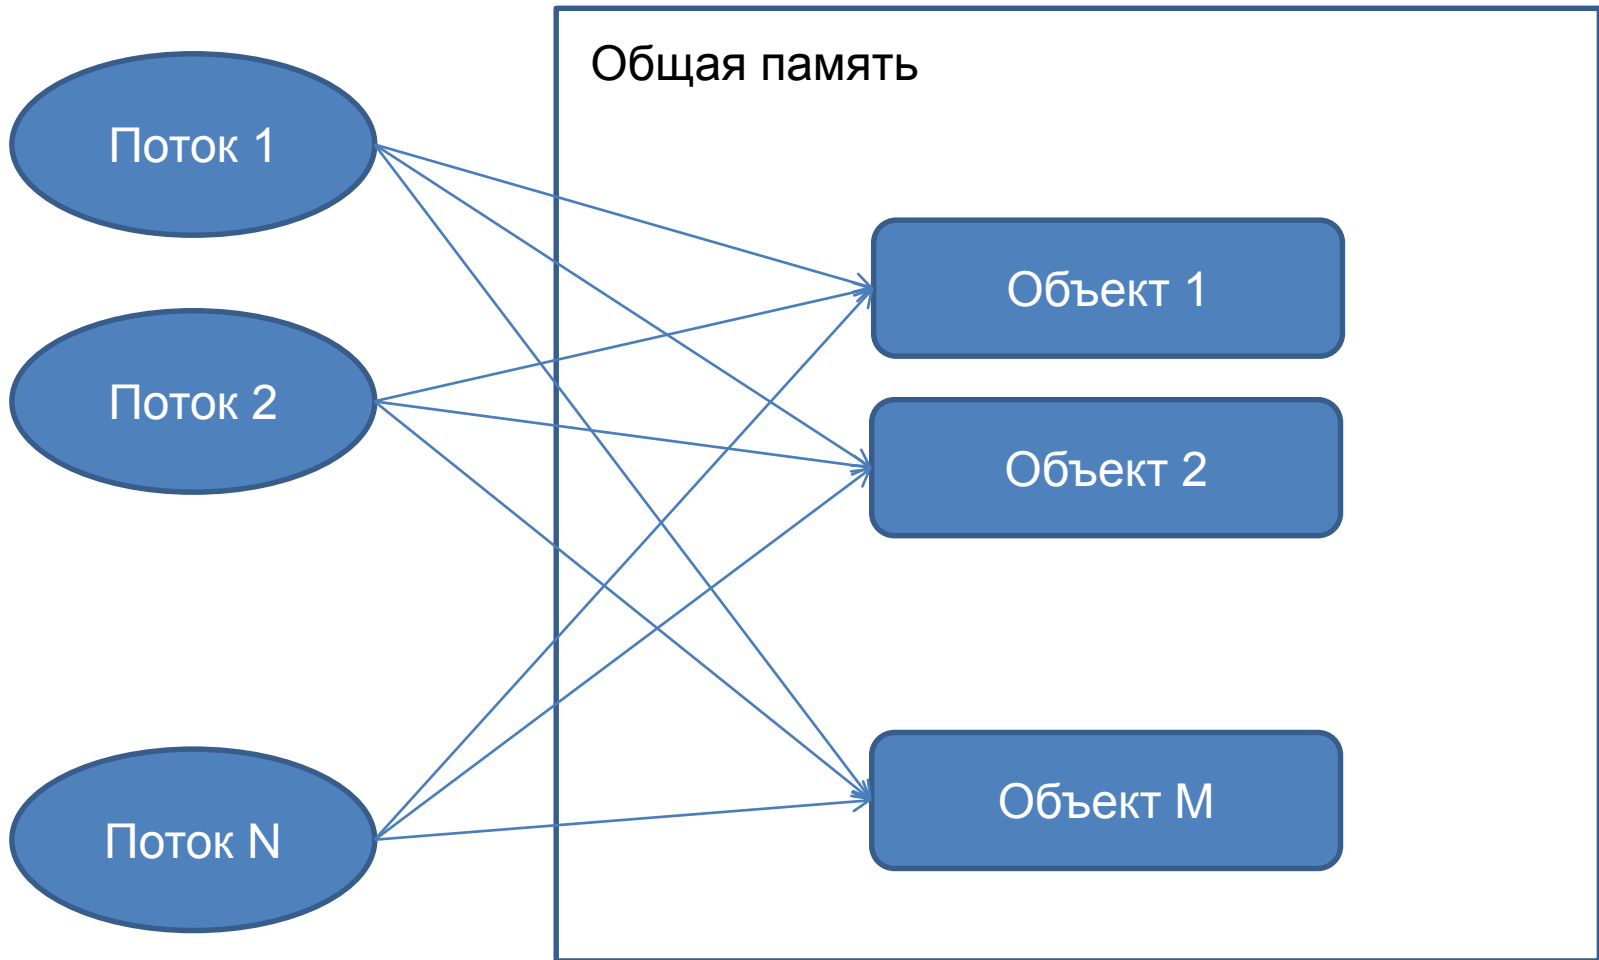 Общая память
Поток 1
Объект 1
Поток 2
Объект 2
Поток N
Объект M